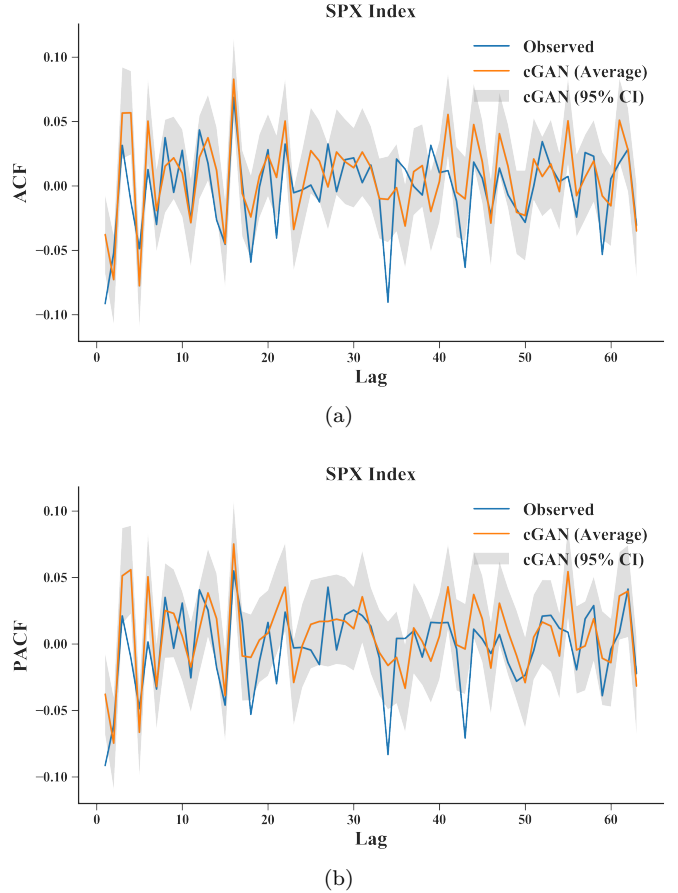 SPX Index
Observed
cGAN (Average)
cGAN (95% CI)
0.10
0.05
0.00
−0.05
−0.10
ACF
0 10 20 30 40 50 60
Lag
(a)
SPX Index
Observed
cGAN (Average)
cGAN (95% CI)
0.10
0.05
0.00
−0.05
−0.10
PACF
0 10 20 30 40 50 60
Lag
(b)